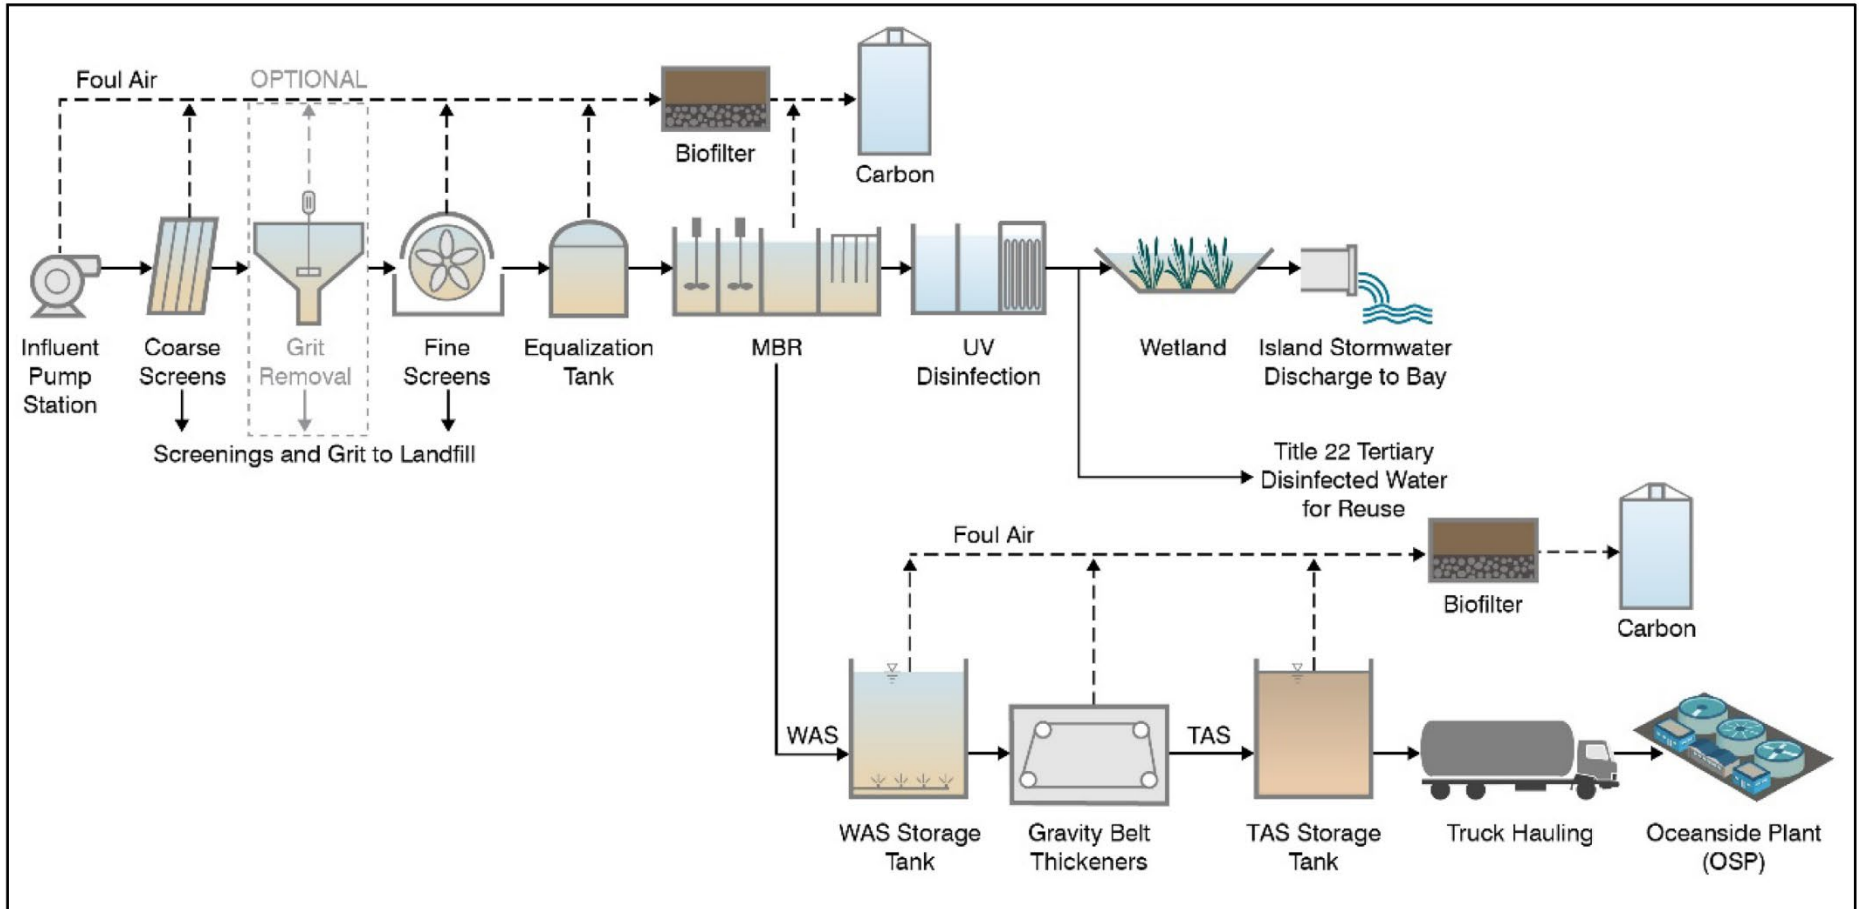 Foul Air
OPTIONAL
Biofilter
Carbon
Influent
Pump
Station
Coarse
Screens
Grit
Removal
Fine
Screens
Equalization
Tank
MBR
UV
Disinfection
Wetland
Island Stormwater
Discharge to Bay
Screenings and Grit to Landfill
Title 22 Tertiary
Disinfected Water
for Reuse
Foul Air
Biofilter
Carbon
WAS
TAS
WAS Storage
Tank
Gravity Belt
Thickeners
TAS Storage
Tank
Truck Hauling
Oceanside Plant
(OSP)